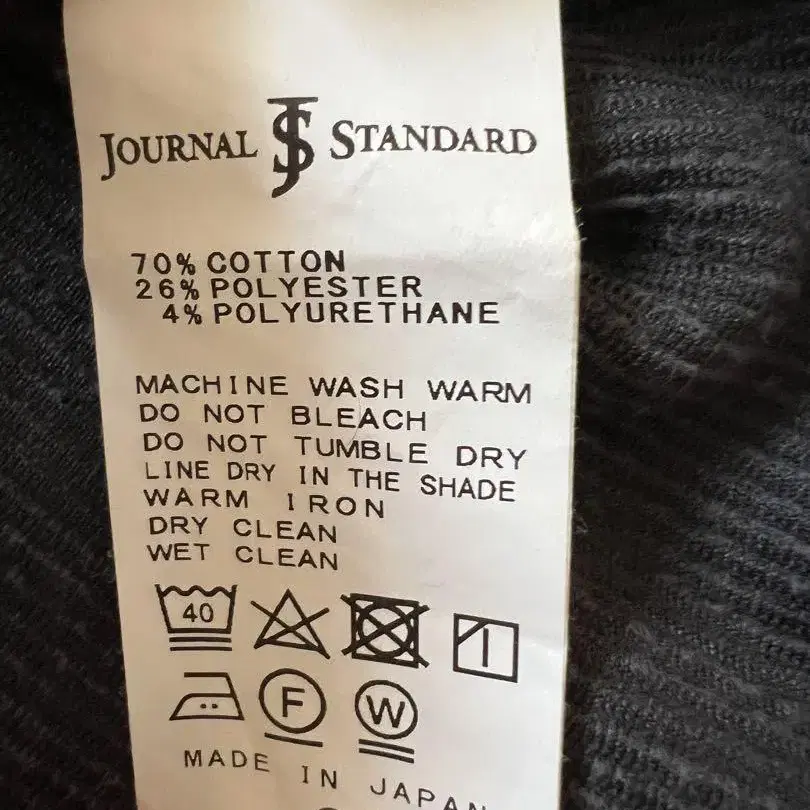 JOURNAL JS STANDARD
70% COTTON
26% POLYESTER
4% POLYURETHANE
MACHINE WASH WARM
DO NOT BLEACH
DO NOT TUMBLE DRY
LINE DRY IN THE SHADE
WARM IRON
DRY CLEAN
WET CLEAN
40
F W
MADE IN JAPAN